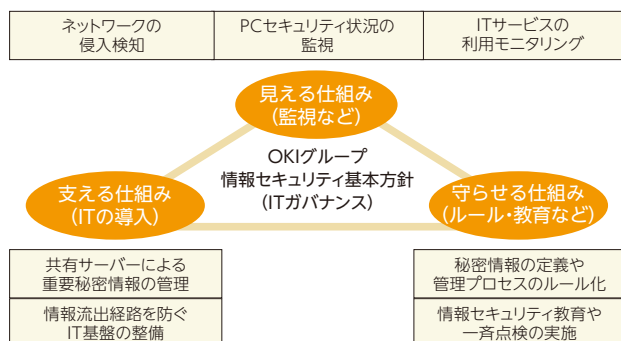 ネットワークの
侵入検知
PCセキュリティ状況の
監視
ITサービスの
利用モニタリング
見える仕組み
(監視など)
OKIグループ
情報セキュリティ基本方針
(ITガバナンス)
支える仕組み
(ITの導入)
守らせる仕組み
(ルール・教育など)
共有サーバーによる
重要秘密情報の管理
情報流出経路を防ぐ
IT基盤の整備
秘密情報の定義や
管理プロセスのルール化
情報セキュリティ教育や
一斉点検の実施